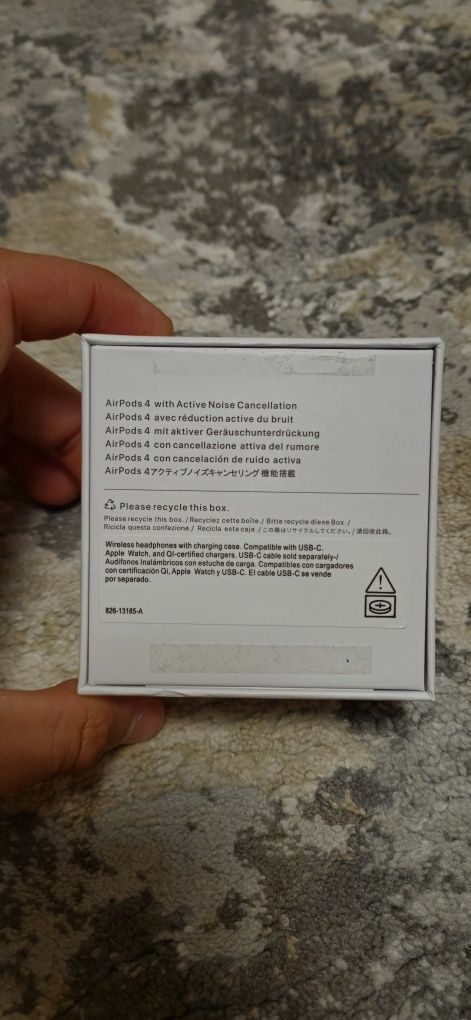 AirPods 4 with Active Noise Cancellation
AirPods 4 avec réduction active du bruit
AirPods 4 mit aktiver Geräuschunterdrückung
AirPods 4 con cancellazione attiva del rumore
AirPods 4 con cancelación de ruido activa
AirPods 4アクティブノイズキャンセリング機能搭載
Please recycle this box.
Please recycle this box. / Recyclez cette boîte. / Bitte recycle diese Box. /
Ricicla questa confezione. / Recicla esta caja. / この箱はリサイクルしてください。/ 请回收此箱。
Wireless headphones with charging case. Compatible with USB-C,
Apple Watch, and Qi-certified chargers. USB-C cable sold separately-/
Audifonos Inalámbricos con estuche de carga. Compatibles con cargadores
con certificación Qi, Apple Watch y USB-C. El cable USB-C se vende
por separado.
826-13185-A